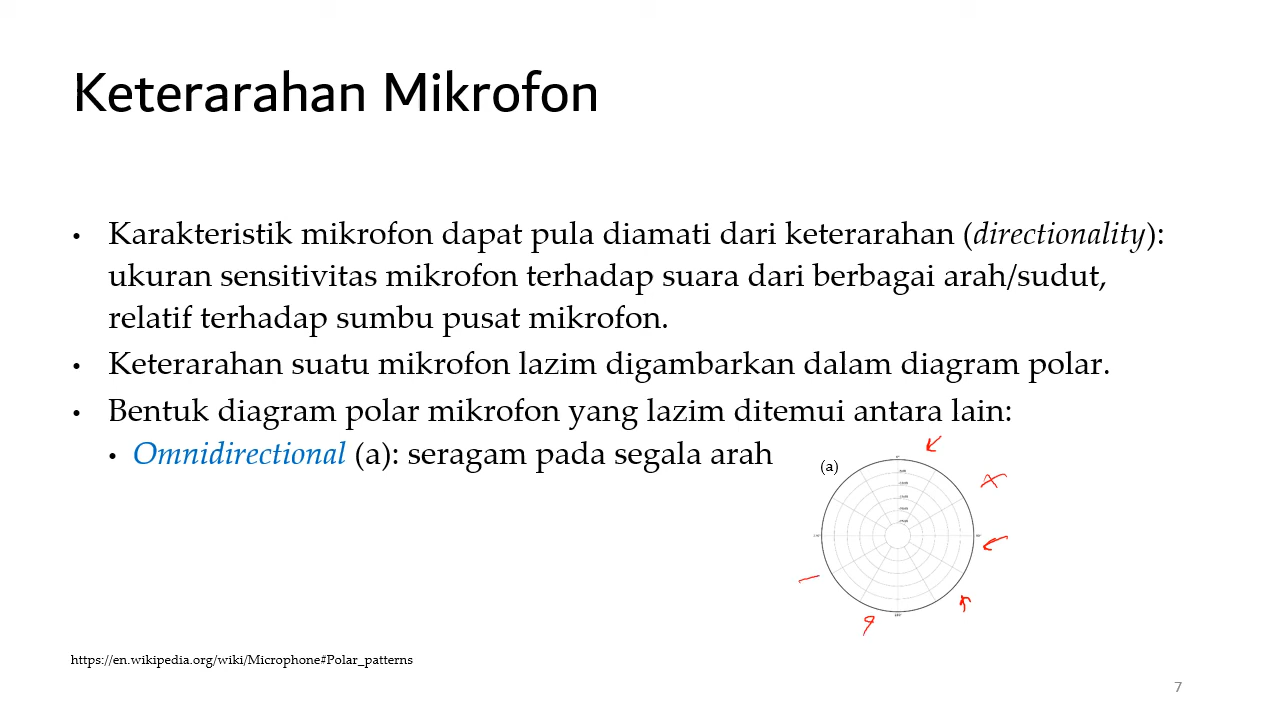 Keterarahan Mikrofon
• Karakteristik mikrofon dapat pula diamati dari keterarahan (directionality):
ukuran sensitivitas mikrofon terhadap suara dari berbagai arah/sudut,
relatif terhadap sumbu pusat mikrofon.
• Keterarahan suatu mikrofon lazim digambarkan dalam diagram polar.
• Bentuk diagram polar mikrofon yang lazim ditemui antara lain:
• Omnidirectional (a): seragam pada segala arah
(a)
https://en.wikipedia.org/wiki/Microphone#Polar_patterns
7